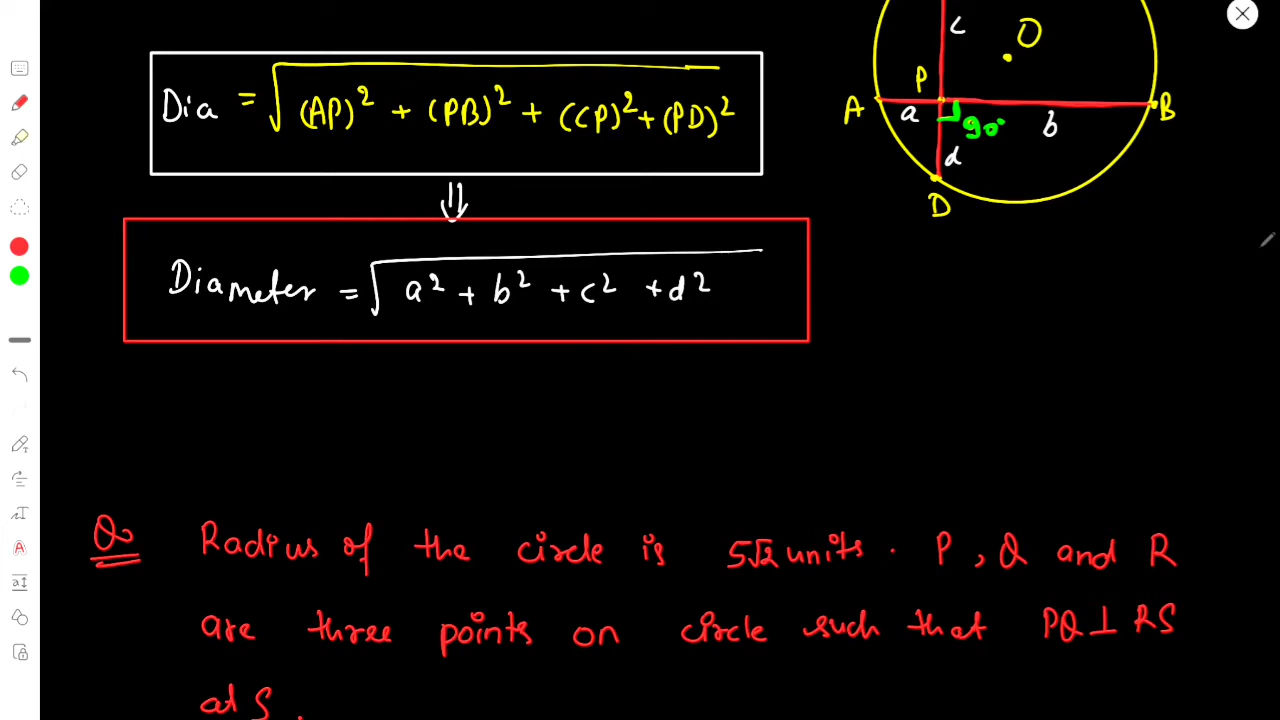 c
O
P
A
a
90°
b
B
d
D
Dia = √(AP)² + (PB)² + (CP)² + (PD)²
⇓
Diameter = √a² + b² + c² + d²
Q Radius of the circle is 5√2 units. P, Q and R
are three points on circle such that PQ ⊥ RS
at S.